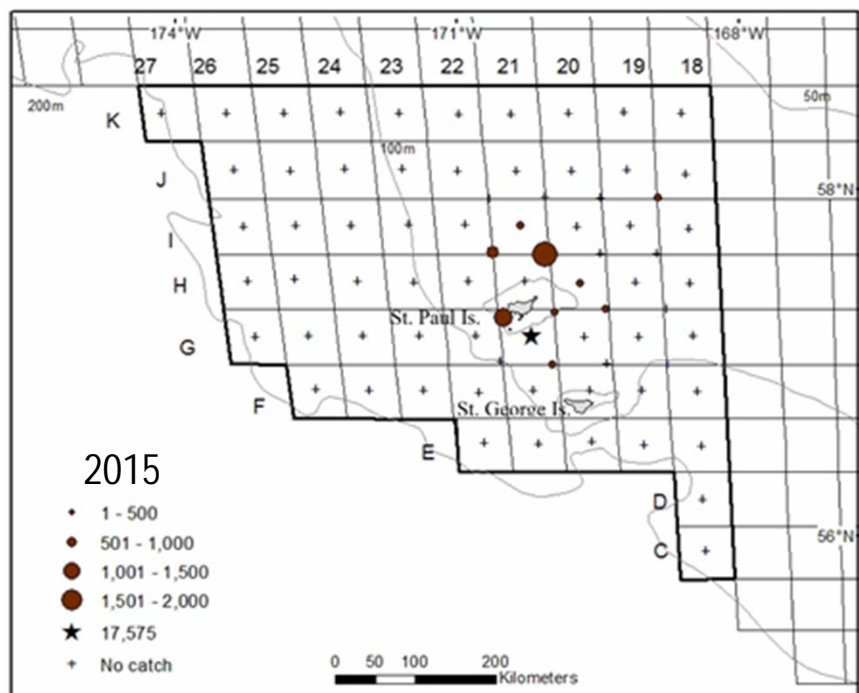 174°W 171°W 168°W
27 26 25 24 23 22 21 20 19 18
200m 50m
K
100m
J
58°N
I
H
St. Paul Is.
G
F
St. George Is.
E
2015
D
1 - 500
501 - 1,000
56°N
C
1,001 - 1,500
1,501 - 2,000
17,575
No catch
0 50 100 200
Kilometers